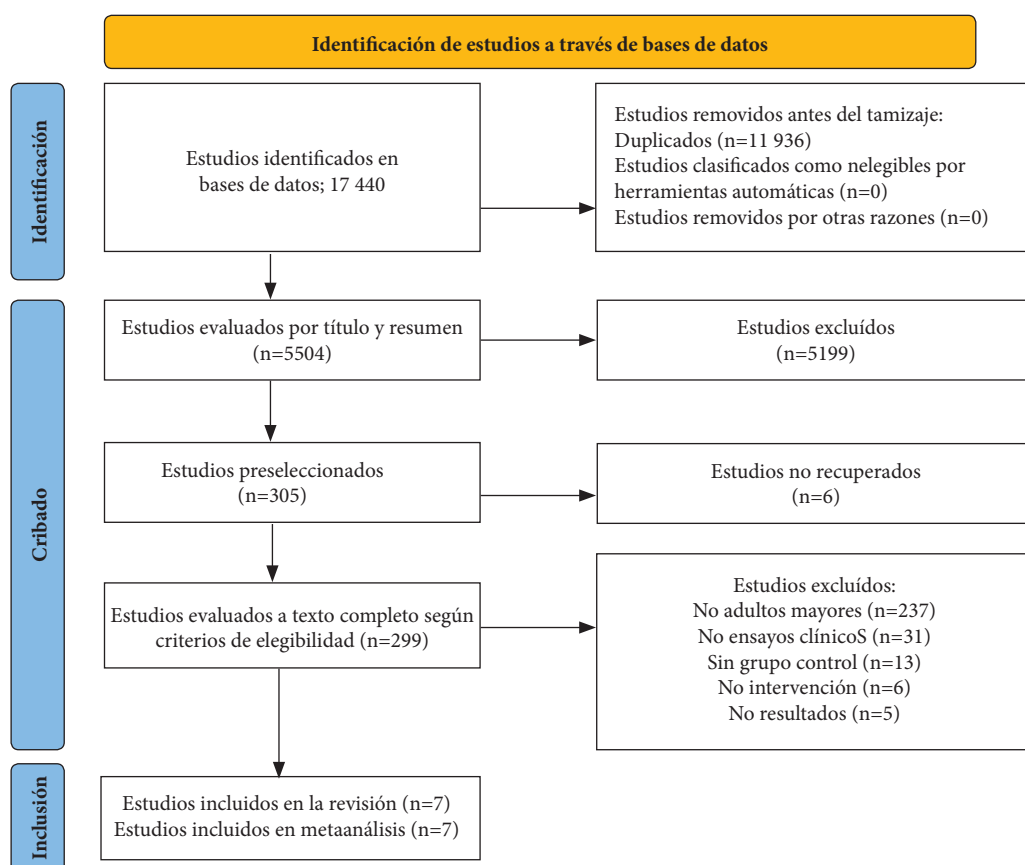 Identificación de estudios a través de bases de datos
Identificación
Estudios identificados en
bases de datos; 17 440
Estudios removidos antes del tamizaje:
Duplicados (n=11 936)
Estudios clasificados como nelegibles por
herramientas automáticas (n=0)
Estudios removidos por otras razones (n=0)
Cribado
Estudios evaluados por título y resumen
(n=5504)
Estudios excluídos
(n=5199)
Estudios preseleccionados
(n=305)
Estudios no recuperados
(n=6)
Estudios evaluados a texto completo según
criterios de elegibilidad (n=299)
Estudios excluídos:
No adultos mayores (n=237)
No ensayos clínicoS (n=31)
Sin grupo control (n=13)
No intervención (n=6)
No resultados (n=5)
Inclusión
Estudios incluidos en la revisión (n=7)
Estudios incluidos en metaanálisis (n=7)